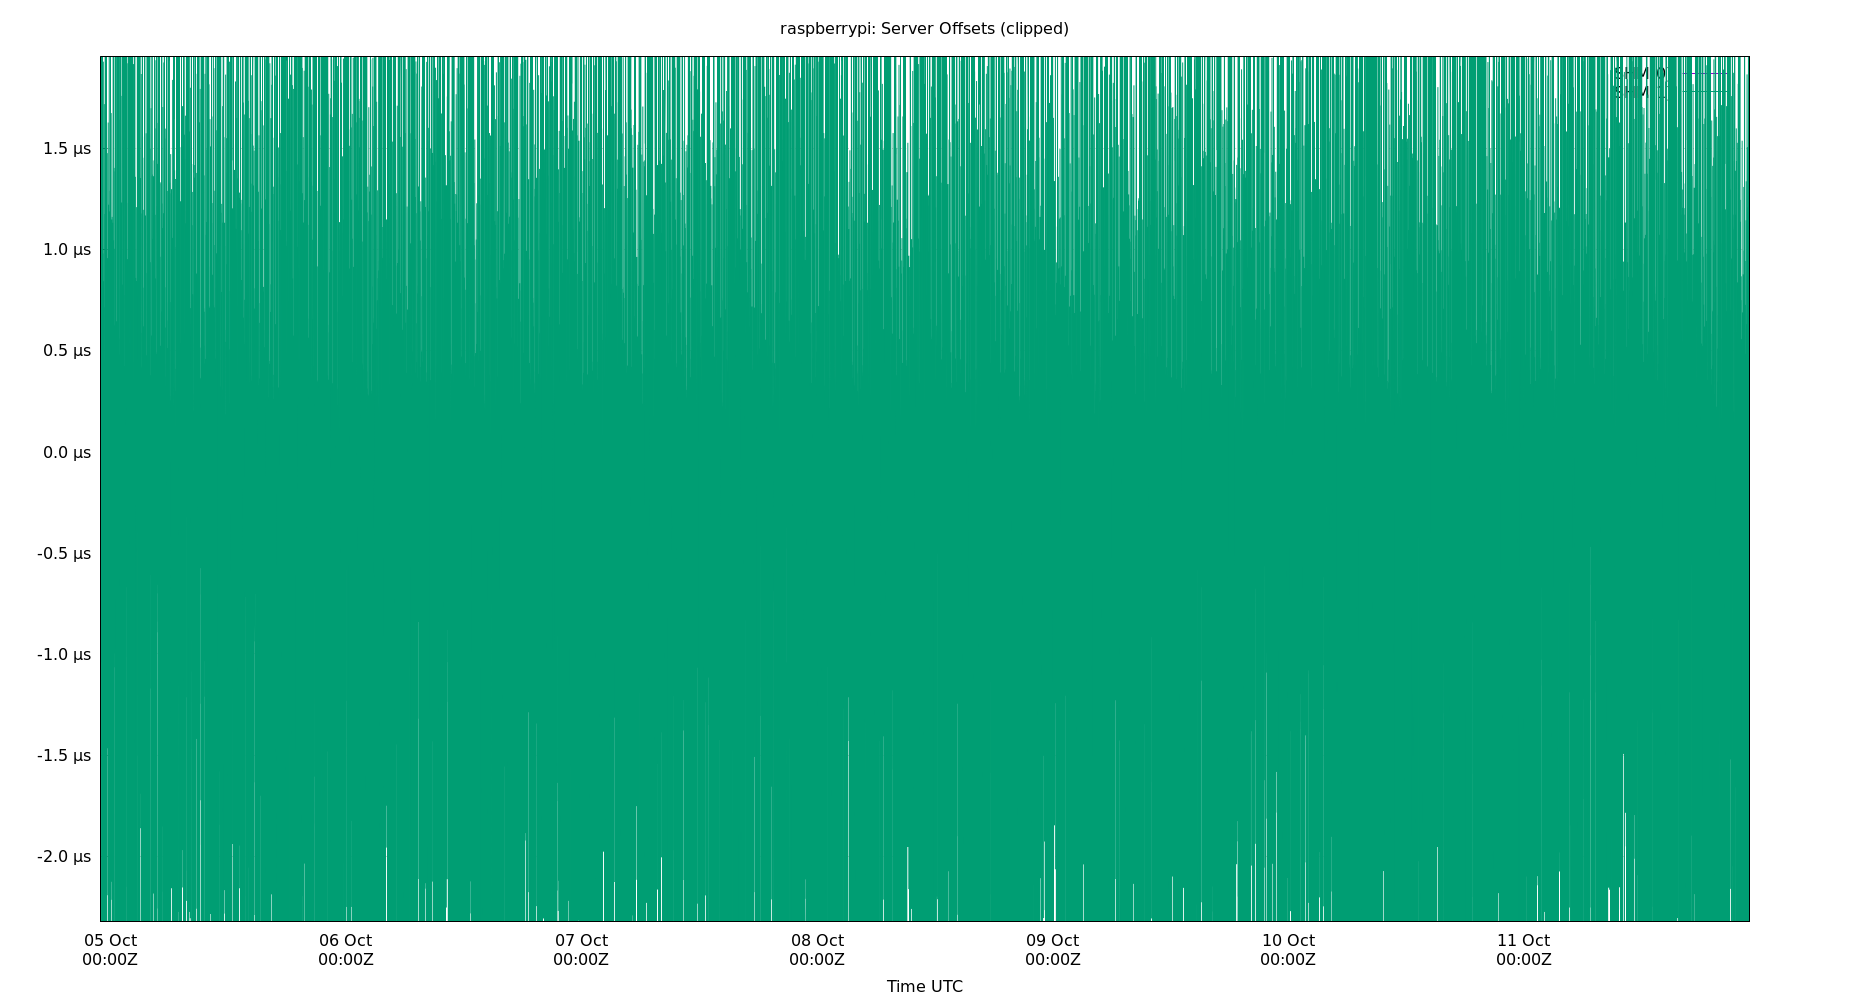 raspberrypi: Server Offsets (clipped)
1.5 µs
1.0 µs
0.5 µs
0.0 µs
-0.5 µs
-1.0 µs
-1.5 µs
-2.0 µs
05 Oct 06 Oct 07 Oct 08 Oct 09 Oct 10 Oct 11 Oct
00:00Z 00:00Z 00:00Z 00:00Z 00:00Z 00:00Z 00:00Z
Time UTC